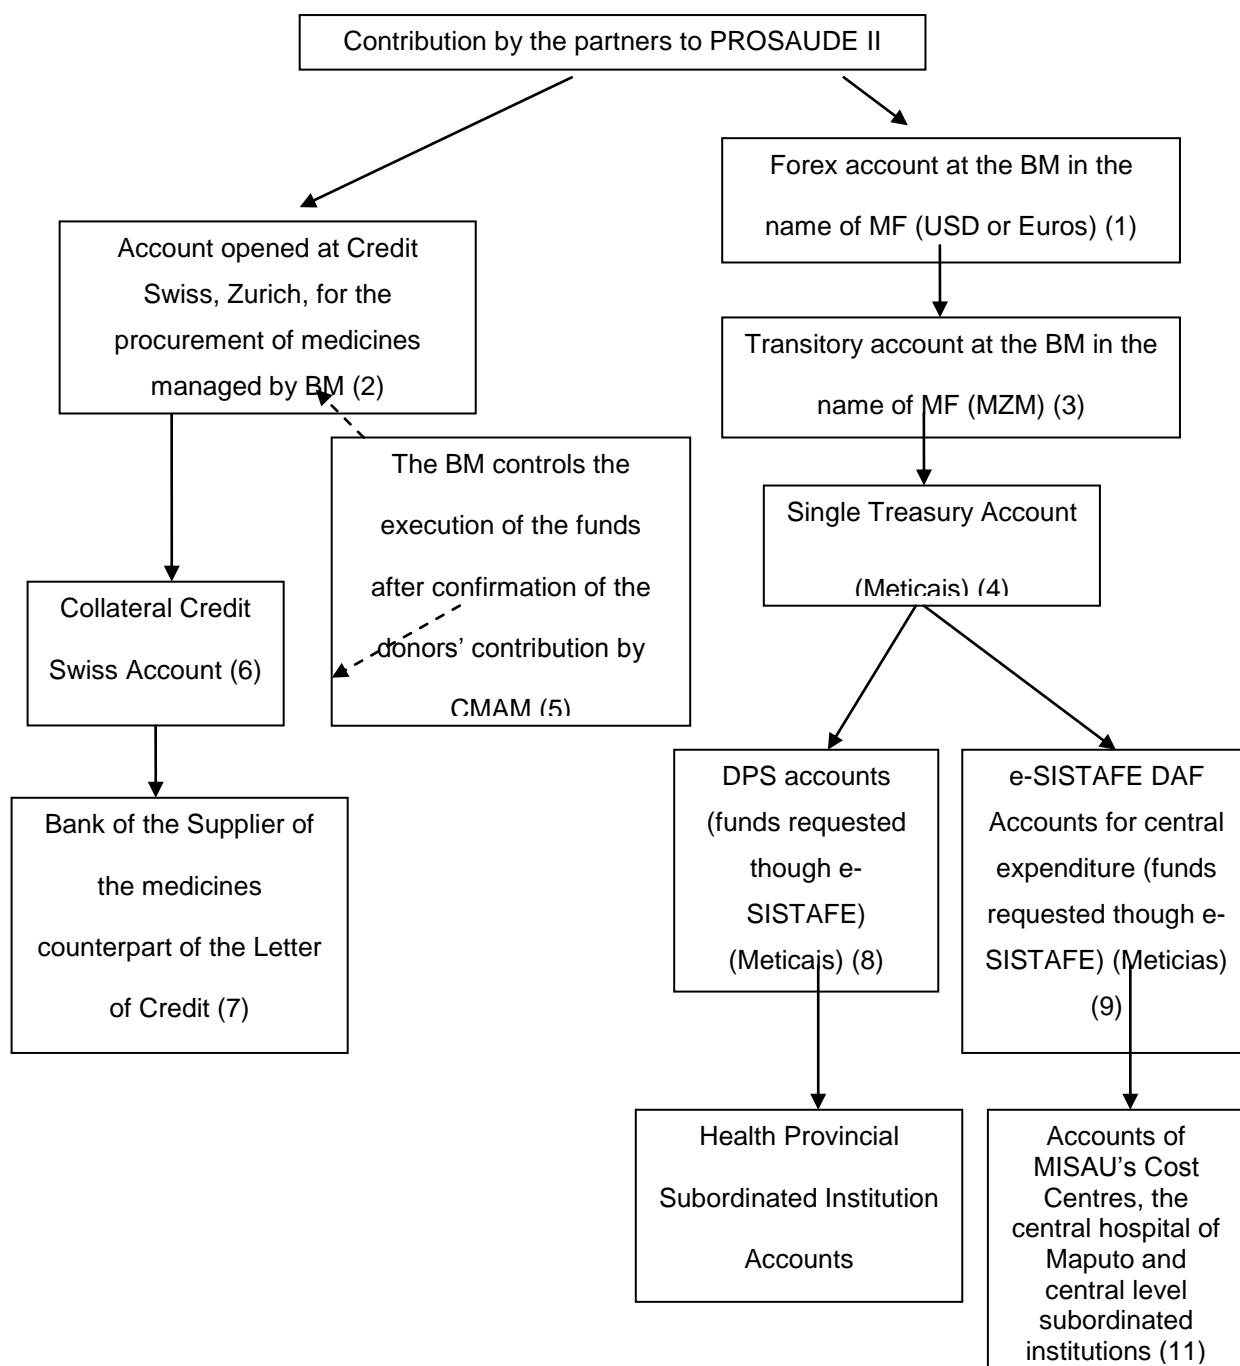 Contribution by the partners to PROSAUDE II
Forex account at the BM in the
name of MF (USD or Euros) (1)
Account opened at Credit
Swiss, Zurich, for the
procurement of medicines
managed by BM (2)
Transitory account at the BM in the
name of MF (MZM) (3)
The BM controls the
execution of the funds
after confirmation of the
donors’ contribution by
CMAM (5)
Single Treasury Account
(Meticais) (4)
Collateral Credit
Swiss Account (6)
Bank of the Supplier of
the medicines
counterpart of the Letter
of Credit (7)
DPS accounts
(funds requested
though e-
SISTAFE)
(Meticais) (8)
e-SISTAFE DAF
Accounts for central
expenditure (funds
requested though e-
SISTAFE) (Meticias)
(9)
Health Provincial
Subordinated Institution
Accounts
Accounts of
MISAU’s Cost
Centres, the
central hospital of
Maputo and
central level
subordinated
institutions (11)